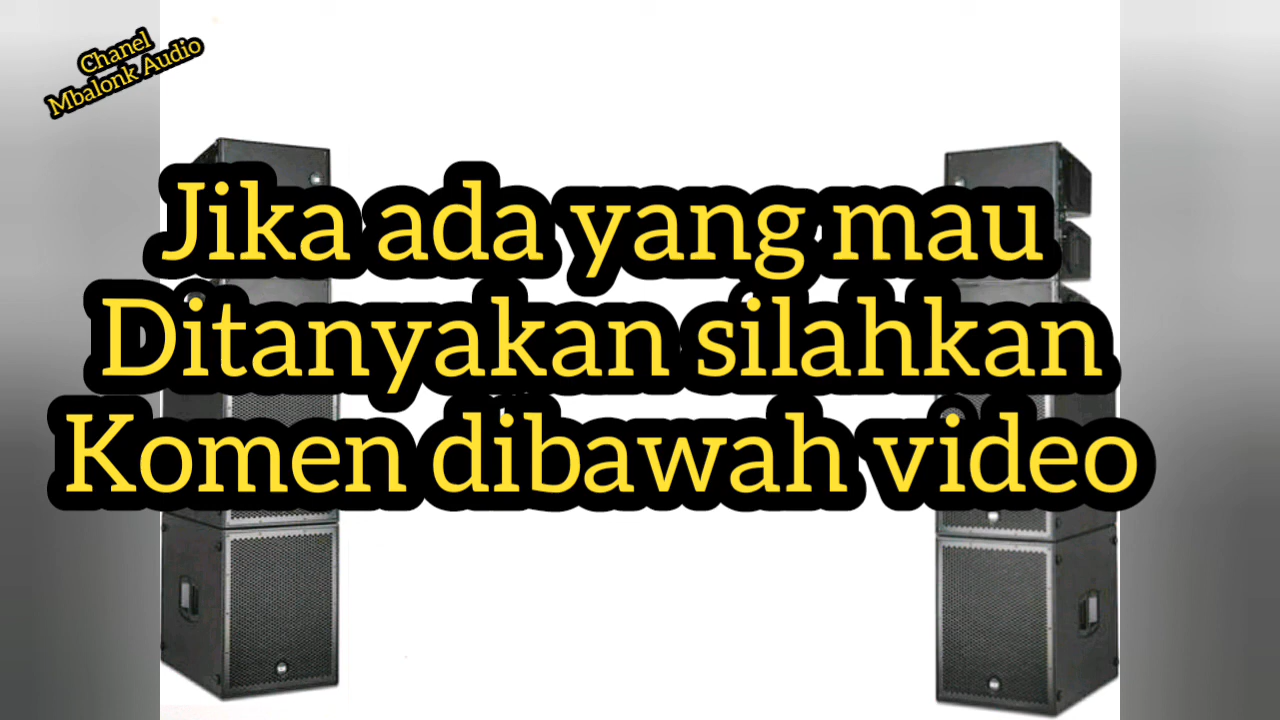 Chanel
Mbalonk Audio
Jika ada yang mau
Ditanyakan silahkan
Komen dibawah video